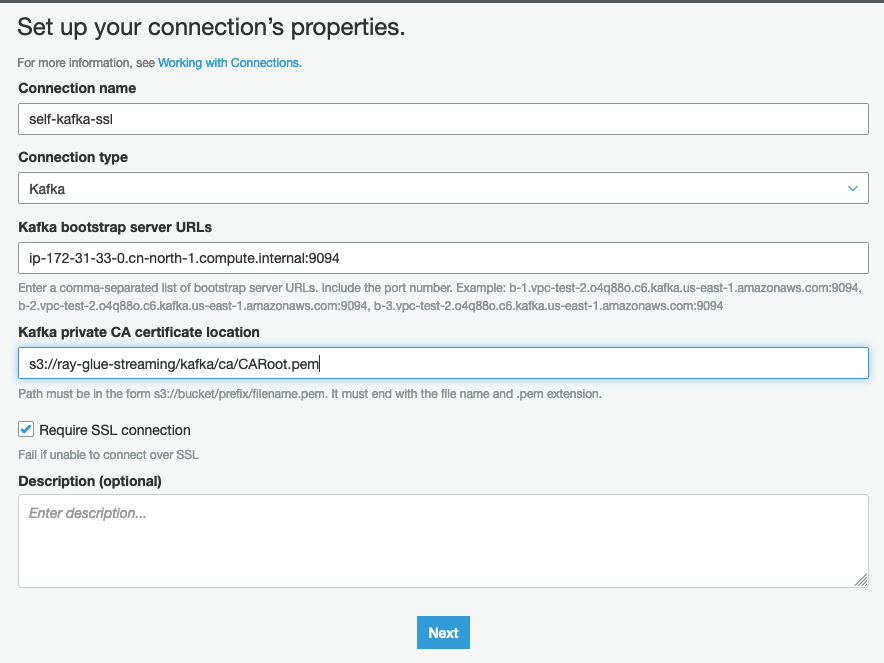 Set up your connection's properties.
For more information, see Working with Connections.
Connection name
self-kafka-ssl
Connection type
Kafka
Kafka bootstrap server URLs
ip-172-31-33-0.cn-north-1.compute.internal:9094
Enter a comma-separated list of bootstrap server URLs. Include the port number. Example: b-1.vpc-test-2.o4q88o.c6.kafka.us-east-1.amazonaws.com:9094,
b-2.vpc-test-2.o4q88o.c6.kafka.us-east-1.amazonaws.com:9094, b-3.vpc-test-2.o4q88o.c6.kafka.us-east-1.amazonaws.com:9094
Kafka private CA certificate location
s3://ray-glue-streaming/kafka/ca/CARoot.pem
Path must be in the form s3://bucket/prefix/filename.pem. It must end with the file name and .pem extension.
Require SSL connection
Fail if unable to connect over SSL
Description (optional)
Enter description...
Next